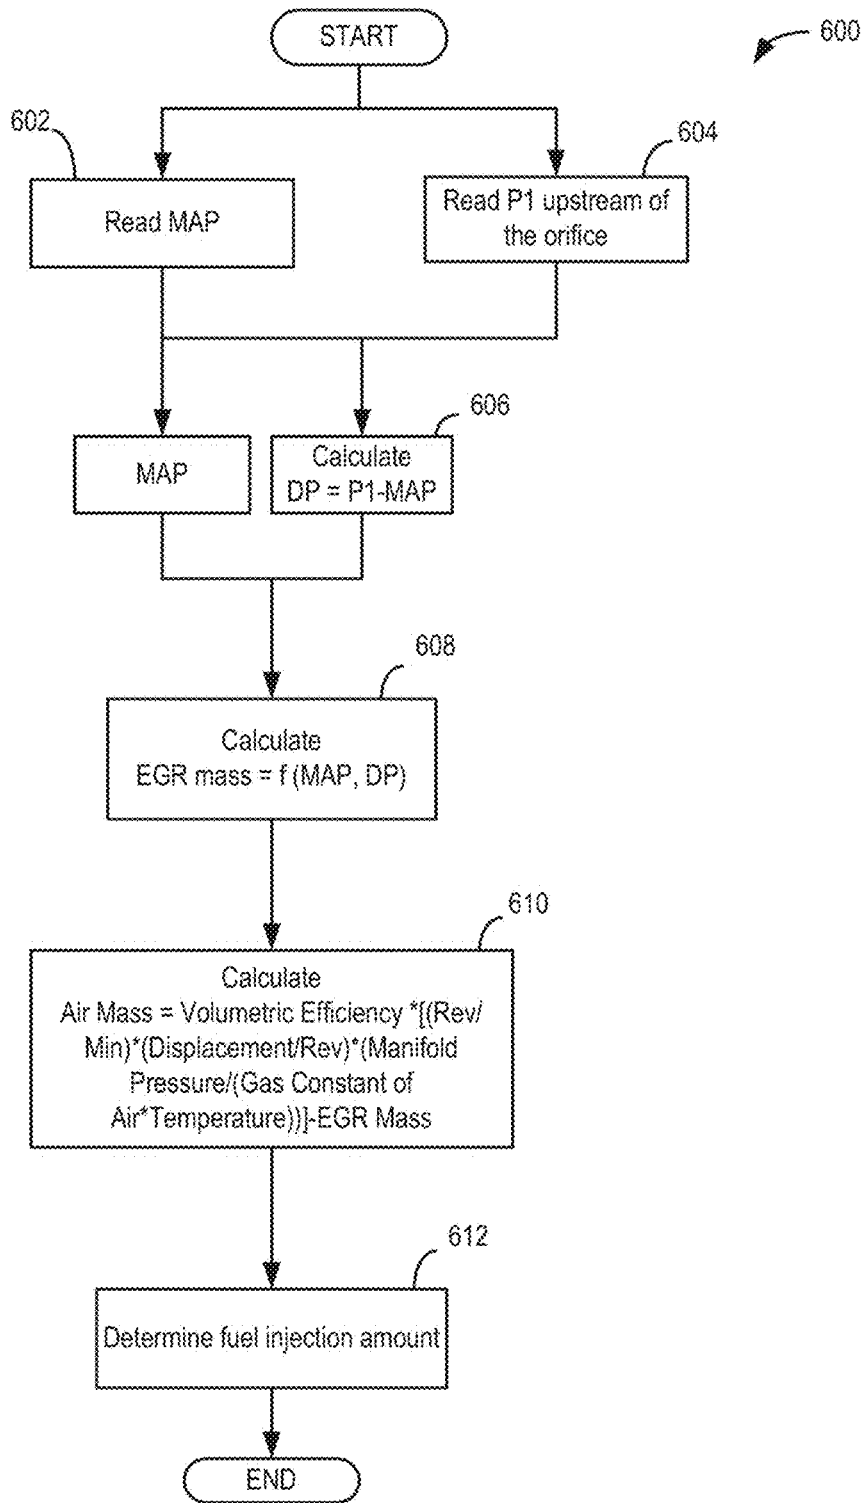 START
600
602
604
Read MAP
Read P1 upstream of
the orifice
606
MAP
Calculate
DP = P1-MAP
608
Calculate
EGR mass = f (MAP, DP)
610
Calculate
Air Mass = Volumetric Efficiency *[(Rev/
Min)*(Displacement/Rev)*(Manifold
Pressure/(Gas Constant of
Air*Temperature))]-EGR Mass
612
Determine fuel injection amount
END